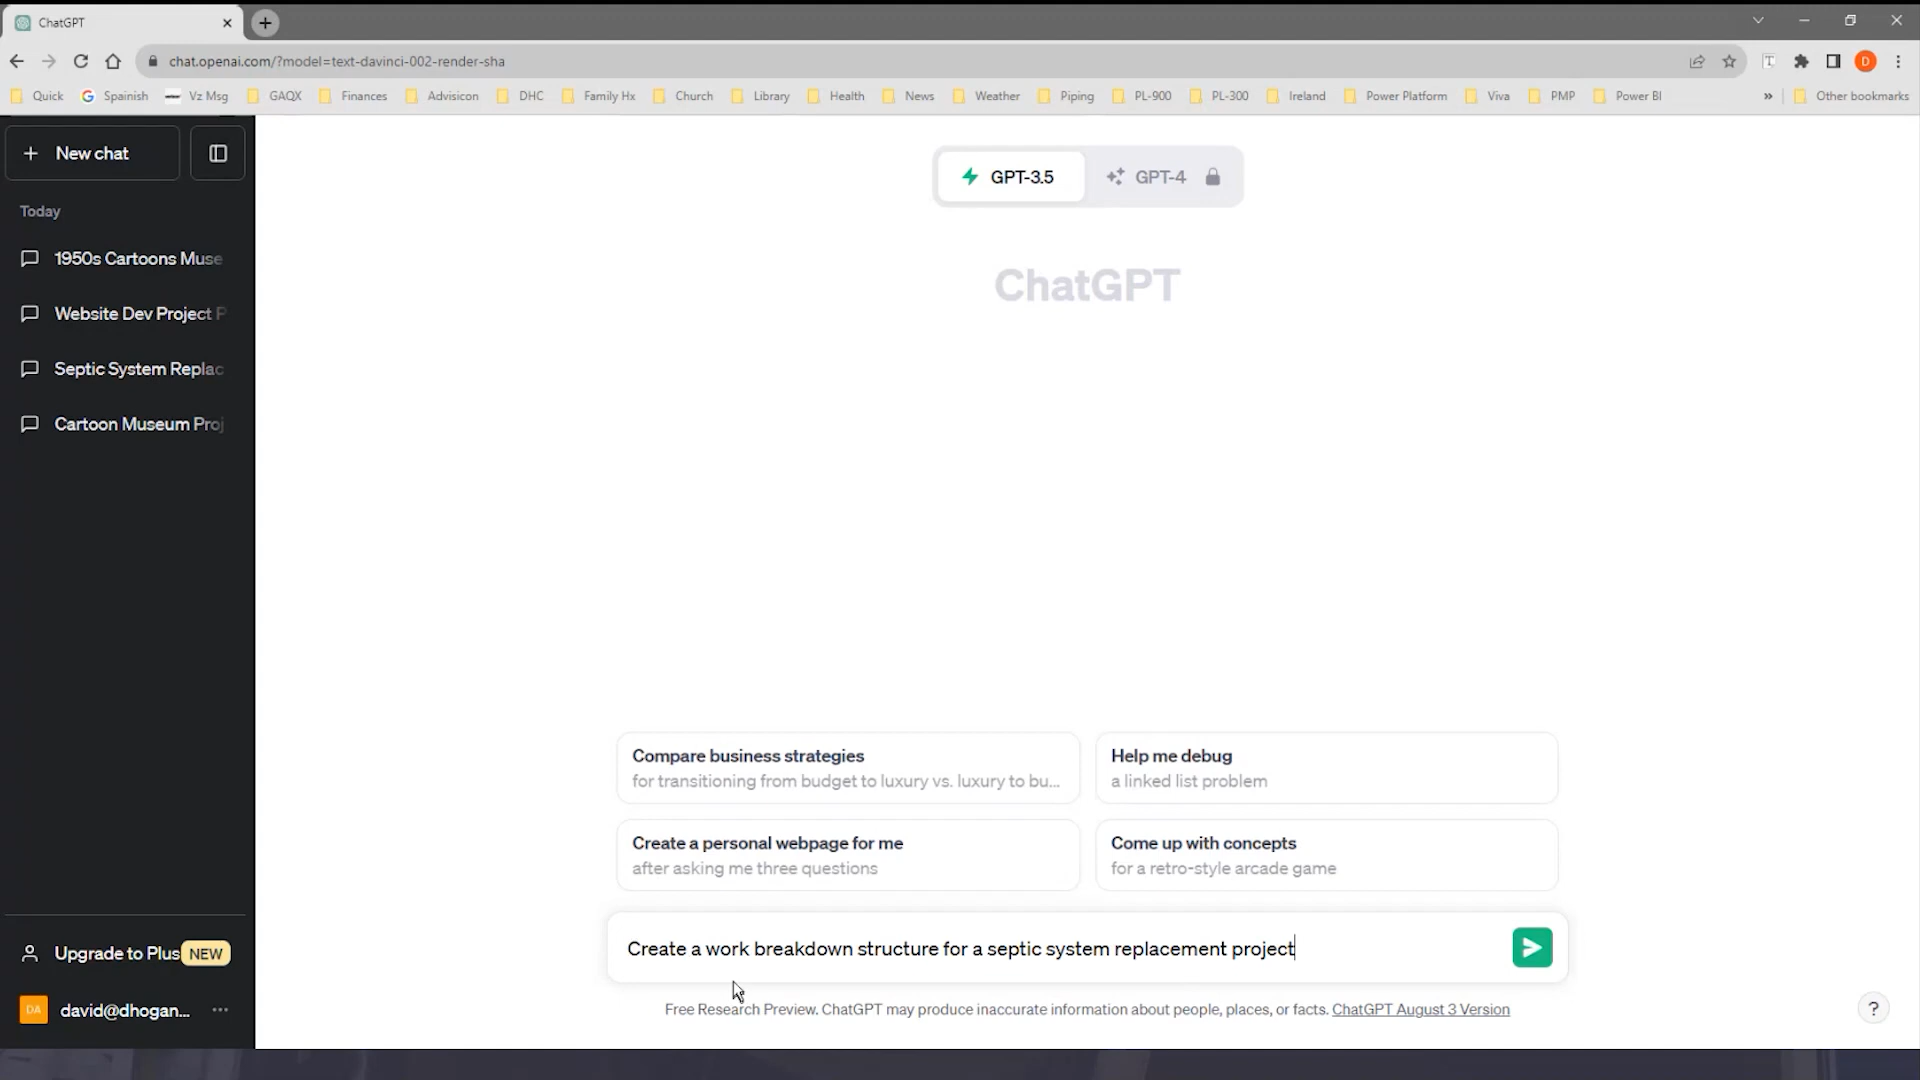 ChatGPT
chat.openai.com/?model=text-davinci-002-render-sha
Quick
Spainish
Vz Msg
GAQX
Finances
Advisicon
DHC
Family Hx
Church
Library
Health
News
Weather
Piping
PL-900
PL-300
Ireland
Power Platform
Viva
PMP
Power BI
»
Other bookmarks
D
+ New chat
Today
1950s Cartoons Muse
Website Dev Project P
Septic System Replac
Cartoon Museum Proj
Upgrade to Plus NEW
DA david@dhogan...
GPT-3.5
GPT-4
ChatGPT
Compare business strategies
for transitioning from budget to luxury vs. luxury to bu...
Help me debug
a linked list problem
Create a personal webpage for me
after asking me three questions
Come up with concepts
for a retro-style arcade game
Create a work breakdown structure for a septic system replacement project
Free Research Preview. ChatGPT may produce inaccurate information about people, places, or facts. ChatGPT August 3 Version
?